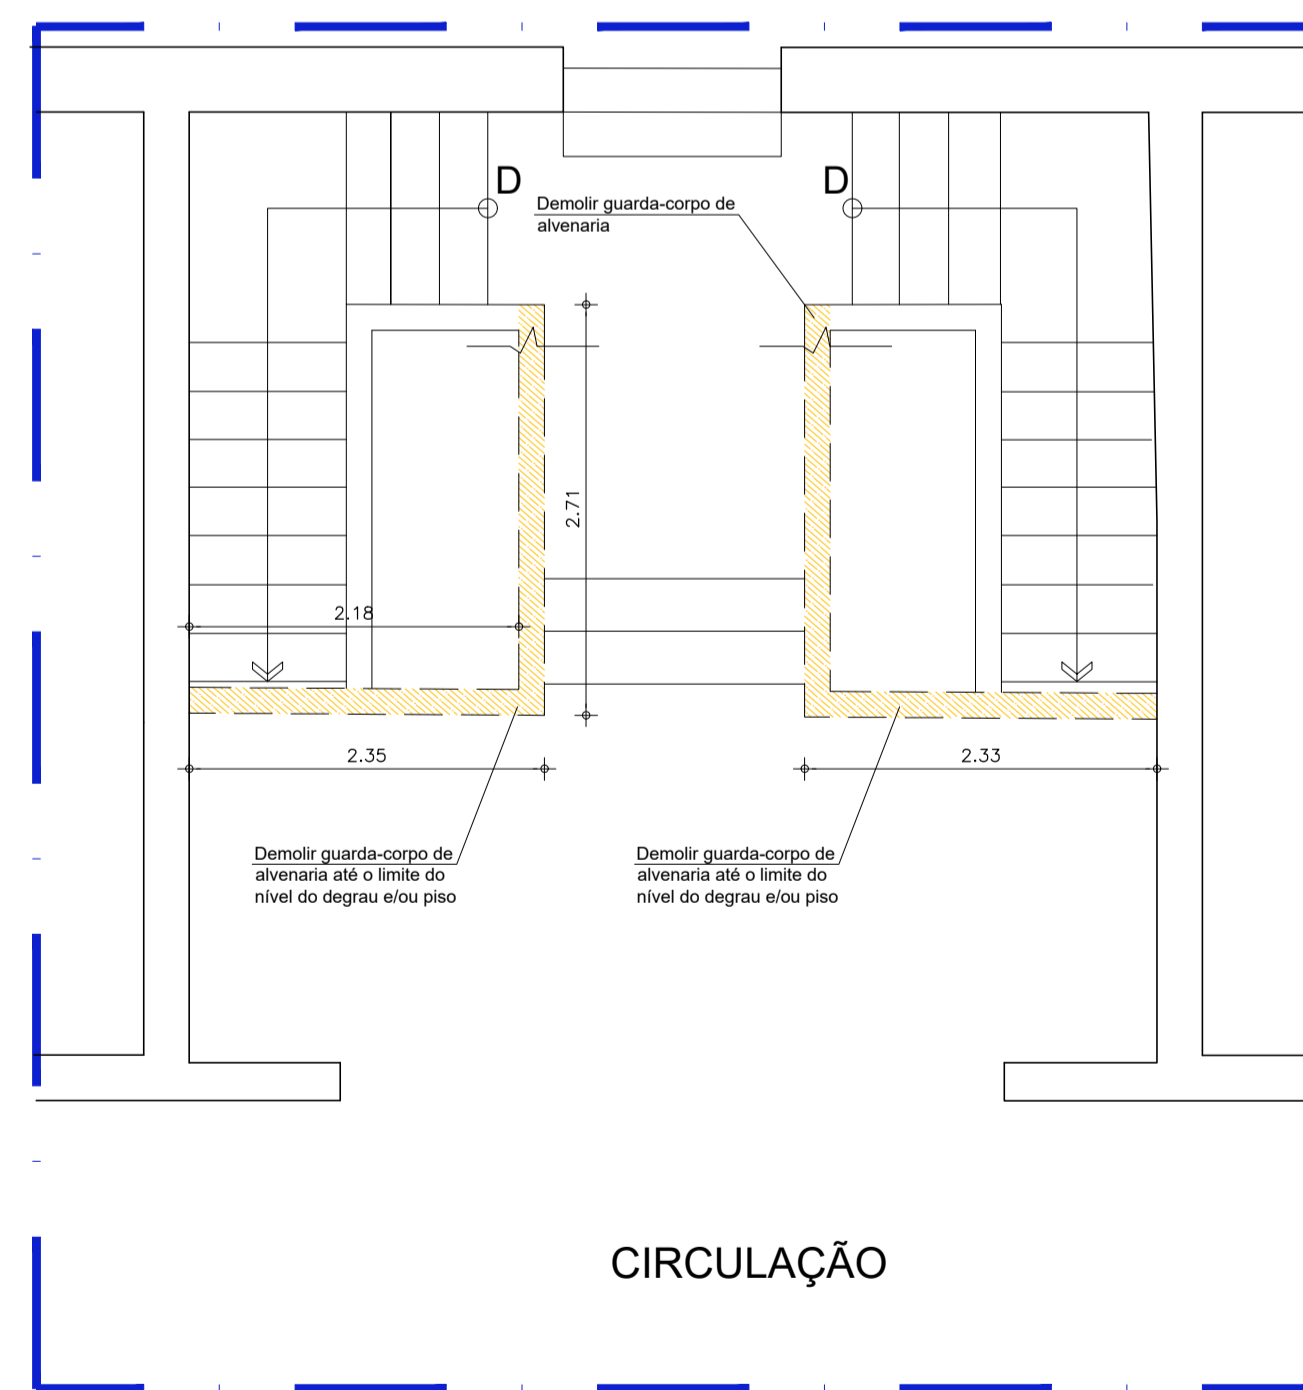 D
D
Demolir guarda-corpo de
alvenaria
2.71
2.18
2.35
2.33
Demolir guarda-corpo de
alvenaria até o limite do
nível do degrau e/ou piso
Demolir guarda-corpo de
alvenaria até o limite do
nível do degrau e/ou piso
CIRCULAÇÃO